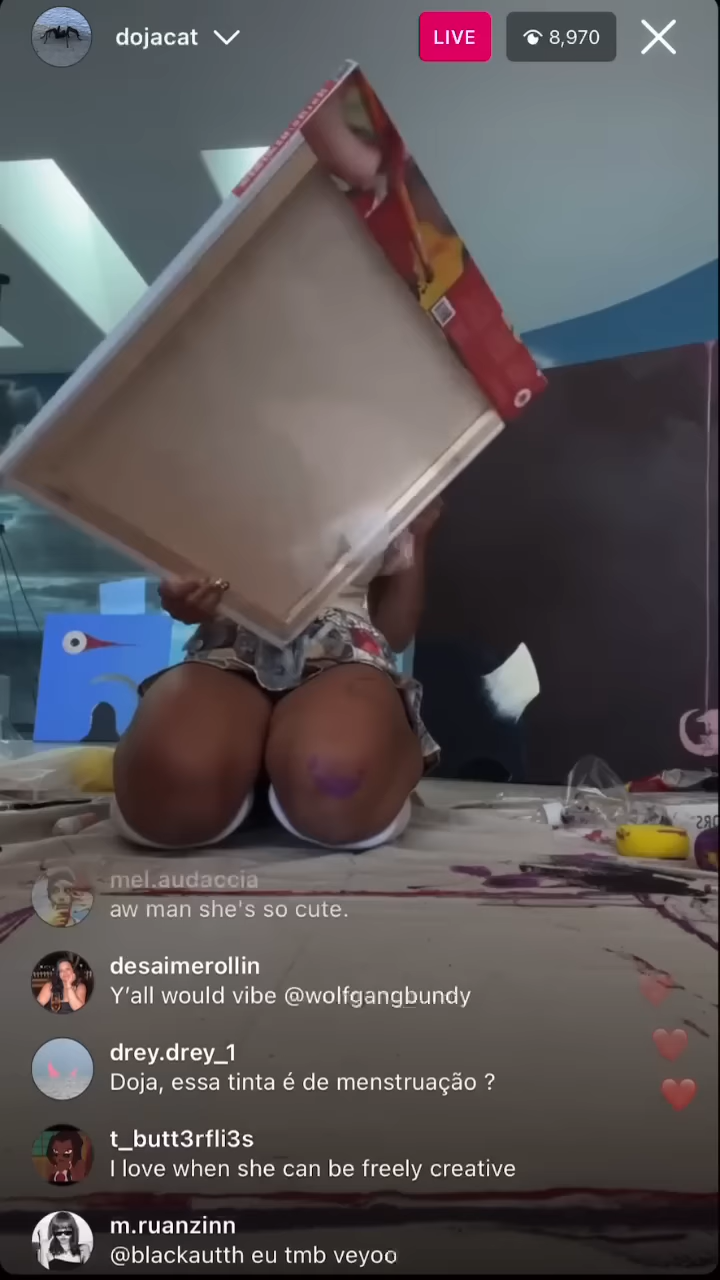 dojacat
LIVE
8,970
mel.audaccia
aw man she's so cute.
desaimerollin
Y'all would vibe @wolfgangbundy
drey.drey_1
Doja, essa tinta é de menstruação ?
t_butt3rfli3s
I love when she can be freely creative
m.ruanzinn
@blackautth eu tmb veyoo